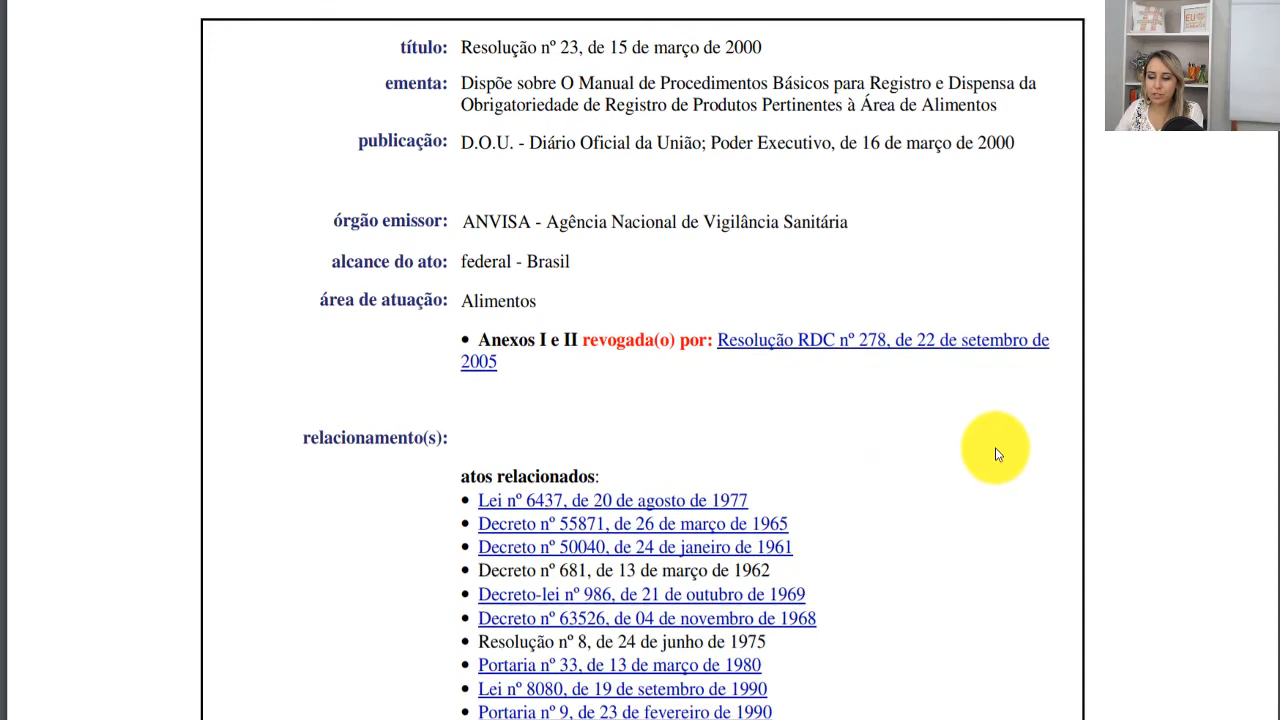 título: Resolução nº 23, de 15 de março de 2000
ementa: Dispõe sobre O Manual de Procedimentos Básicos para Registro e Dispensa da
Obrigatoriedade de Registro de Produtos Pertinentes à Área de Alimentos
publicação: D.O.U. - Diário Oficial da União; Poder Executivo, de 16 de março de 2000
órgão emissor: ANVISA - Agência Nacional de Vigilância Sanitária
alcance do ato: federal - Brasil
área de atuação: Alimentos
• Anexos I e II revogada(o) por: Resolução RDC nº 278, de 22 de setembro de
2005
relacionamento(s):
atos relacionados:
• Lei nº 6437, de 20 de agosto de 1977
• Decreto nº 55871, de 26 de março de 1965
• Decreto nº 50040, de 24 de janeiro de 1961
• Decreto nº 681, de 13 de março de 1962
• Decreto-lei nº 986, de 21 de outubro de 1969
• Decreto nº 63526, de 04 de novembro de 1968
• Resolução nº 8, de 24 de junho de 1975
• Portaria nº 33, de 13 de março de 1980
• Lei nº 8080, de 19 de setembro de 1990
• Portaria nº 9, de 23 de fevereiro de 1990
EU